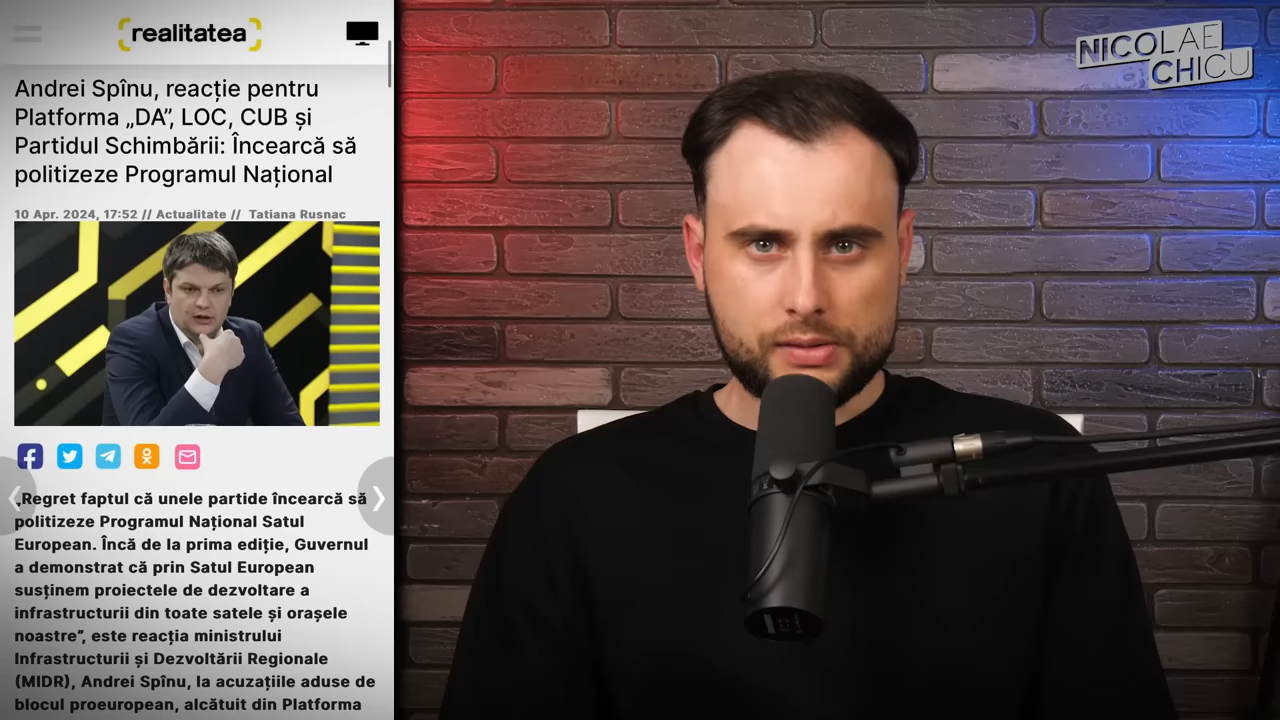 realitatea
Andrei Spînu, reacție pentru
Platforma „DA”, LOC, CUB și
Partidul Schimbării: Încearcă să
politizeze Programul Național
10 Apr. 2024, 17:52 // Actualitate // Tatiana Rusnac
„Regret faptul că unele partide încearcă să
politizeze Programul Național Satul
European. Încă de la prima ediție, Guvernul
a demonstrat că prin Satul European
susținem proiectele de dezvoltare a
infrastructurii din toate satele și orașele
noastre”, este reacția ministrului
Infrastructurii și Dezvoltării Regionale
(MIDR), Andrei Spînu, la acuzațiile aduse de
blocul proeuropean, alcătuit din Platforma
NICOLAE
CHICU